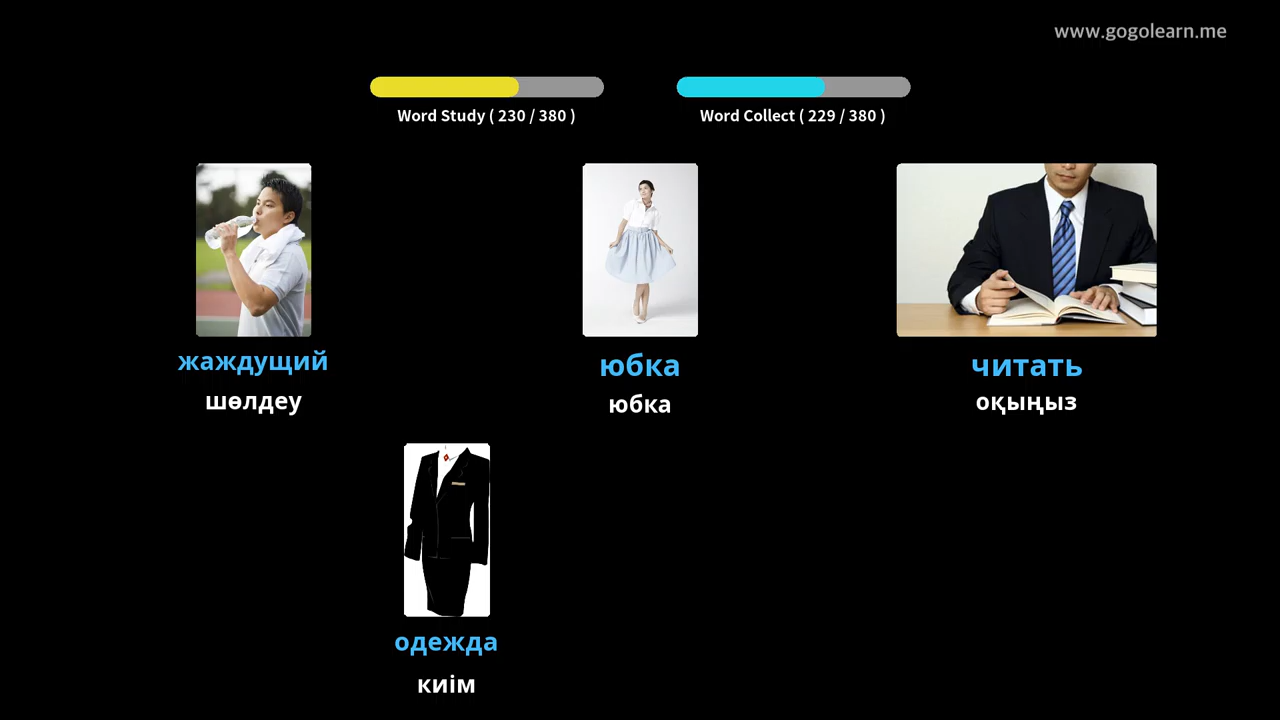 www.gogolearn.me
Word Study ( 230 / 380 )
Word Collect ( 229 / 380 )
жаждущий
шөлдеу
юбка
юбка
читать
оқыңыз
одежда
киім